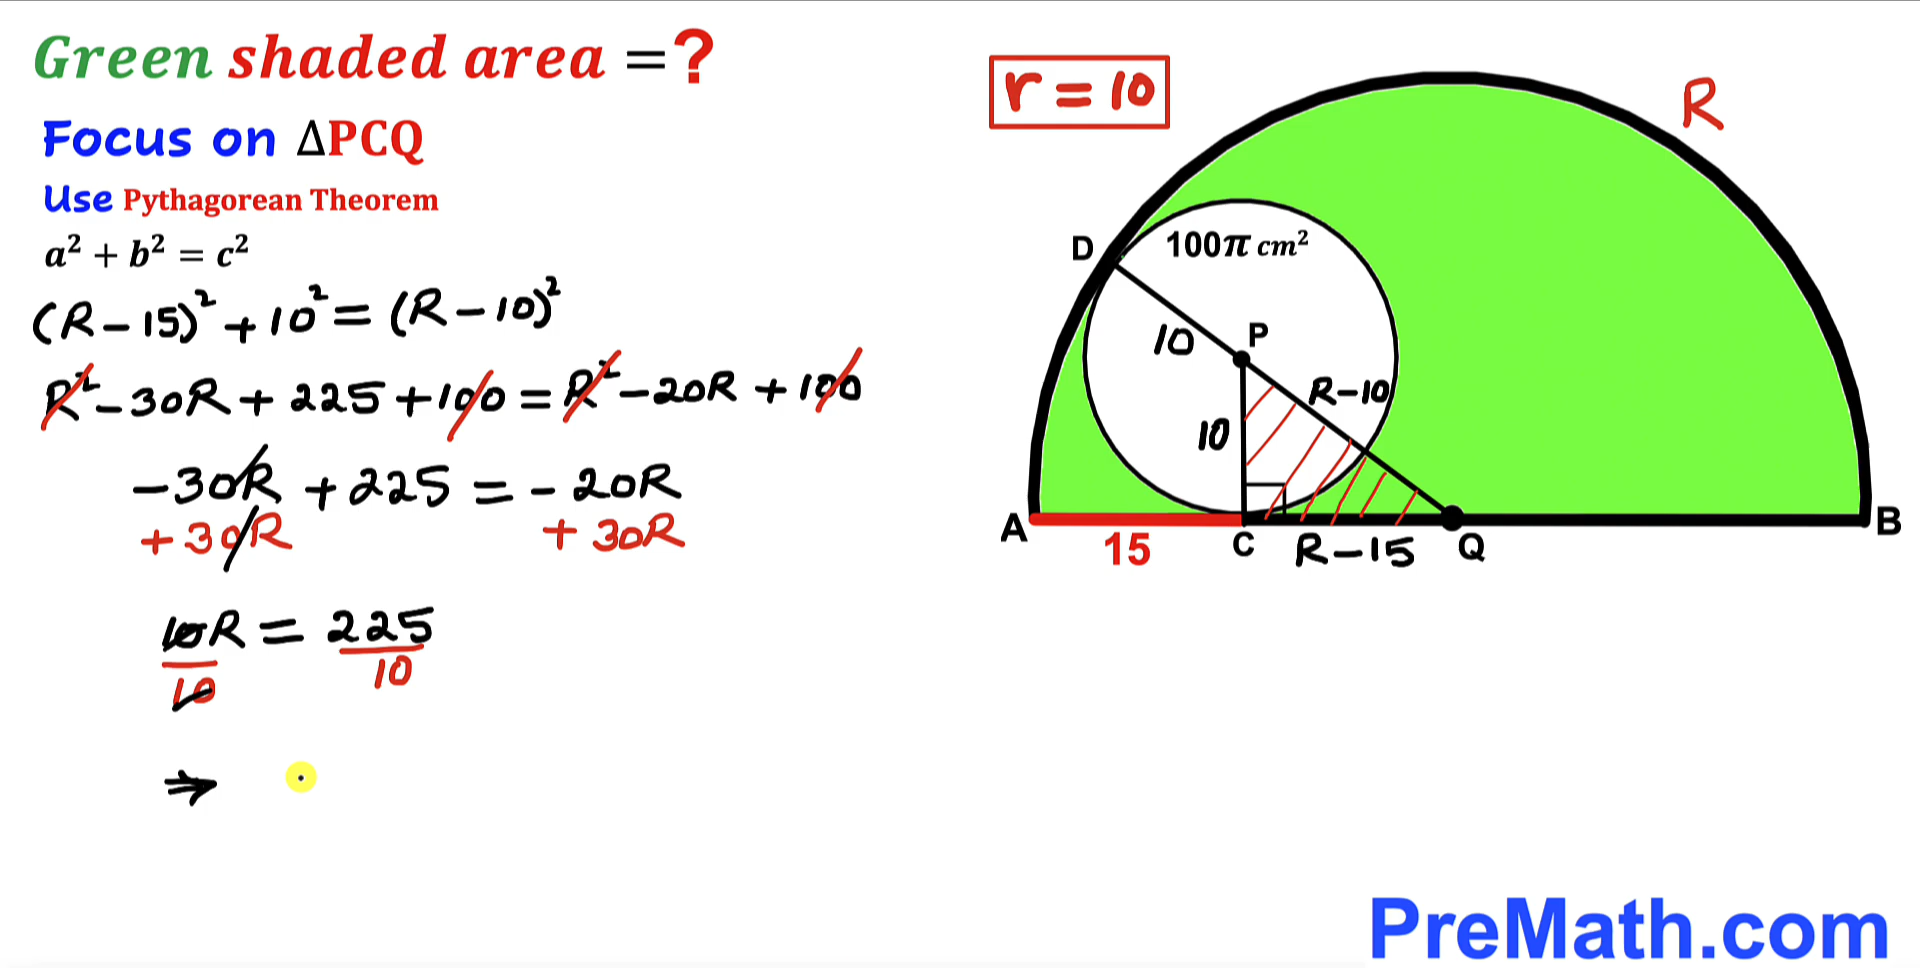 Green shaded area =?
Focus on ΔPCQ
Use Pythagorean Theorem
a² + b² = c²
(R-15)² + 10² = (R-10)²
R² - 30R + 225 + 100 = R² - 20R + 100
-30R + 225 = -20R
+30R +30R
10R = 225
10 10
⇒
r = 10
R
D
100π cm²
10
P
R-10
10
A
15
C
R-15
Q
B
PreMath.com